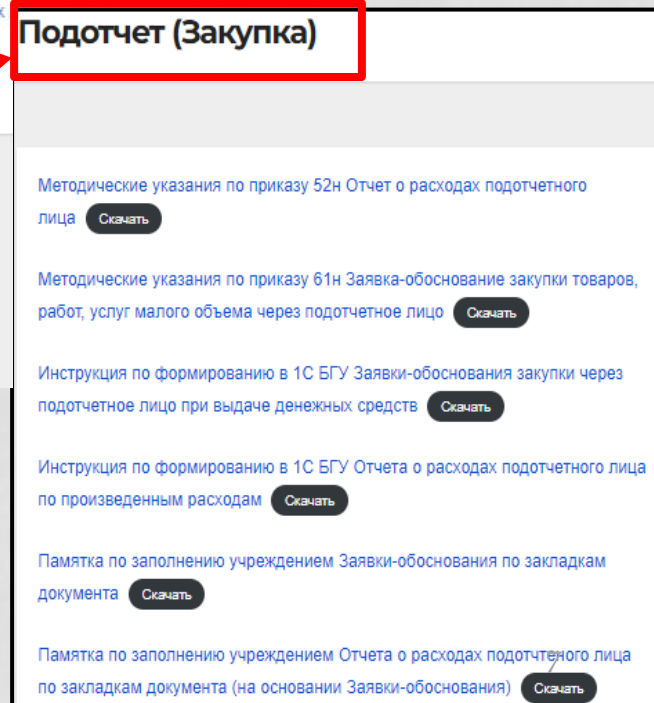 х
Подотчет (Закупка)
Методические указания по приказу 52н Отчет о расходах подотчетного
лица Скачать
Методические указания по приказу 61н Заявка-обоснование закупки товаров,
работ, услуг малого объема через подотчетное лицо Скачать
Инструкция по формированию в 1С БГУ Заявки-обоснования закупки через
подотчетное лицо при выдаче денежных средств Скачать
Инструкция по формированию в 1С БГУ Отчета о расходах подотчетного лица
по произведенным расходам Скачать
Памятка по заполнению учреждением Заявки-обоснования по закладкам
документа Скачать
Памятка по заполнению учреждением Отчета о расходах подотчтеного лица
по закладкам документа (на основании Заявки-обоснования) Скачать
7